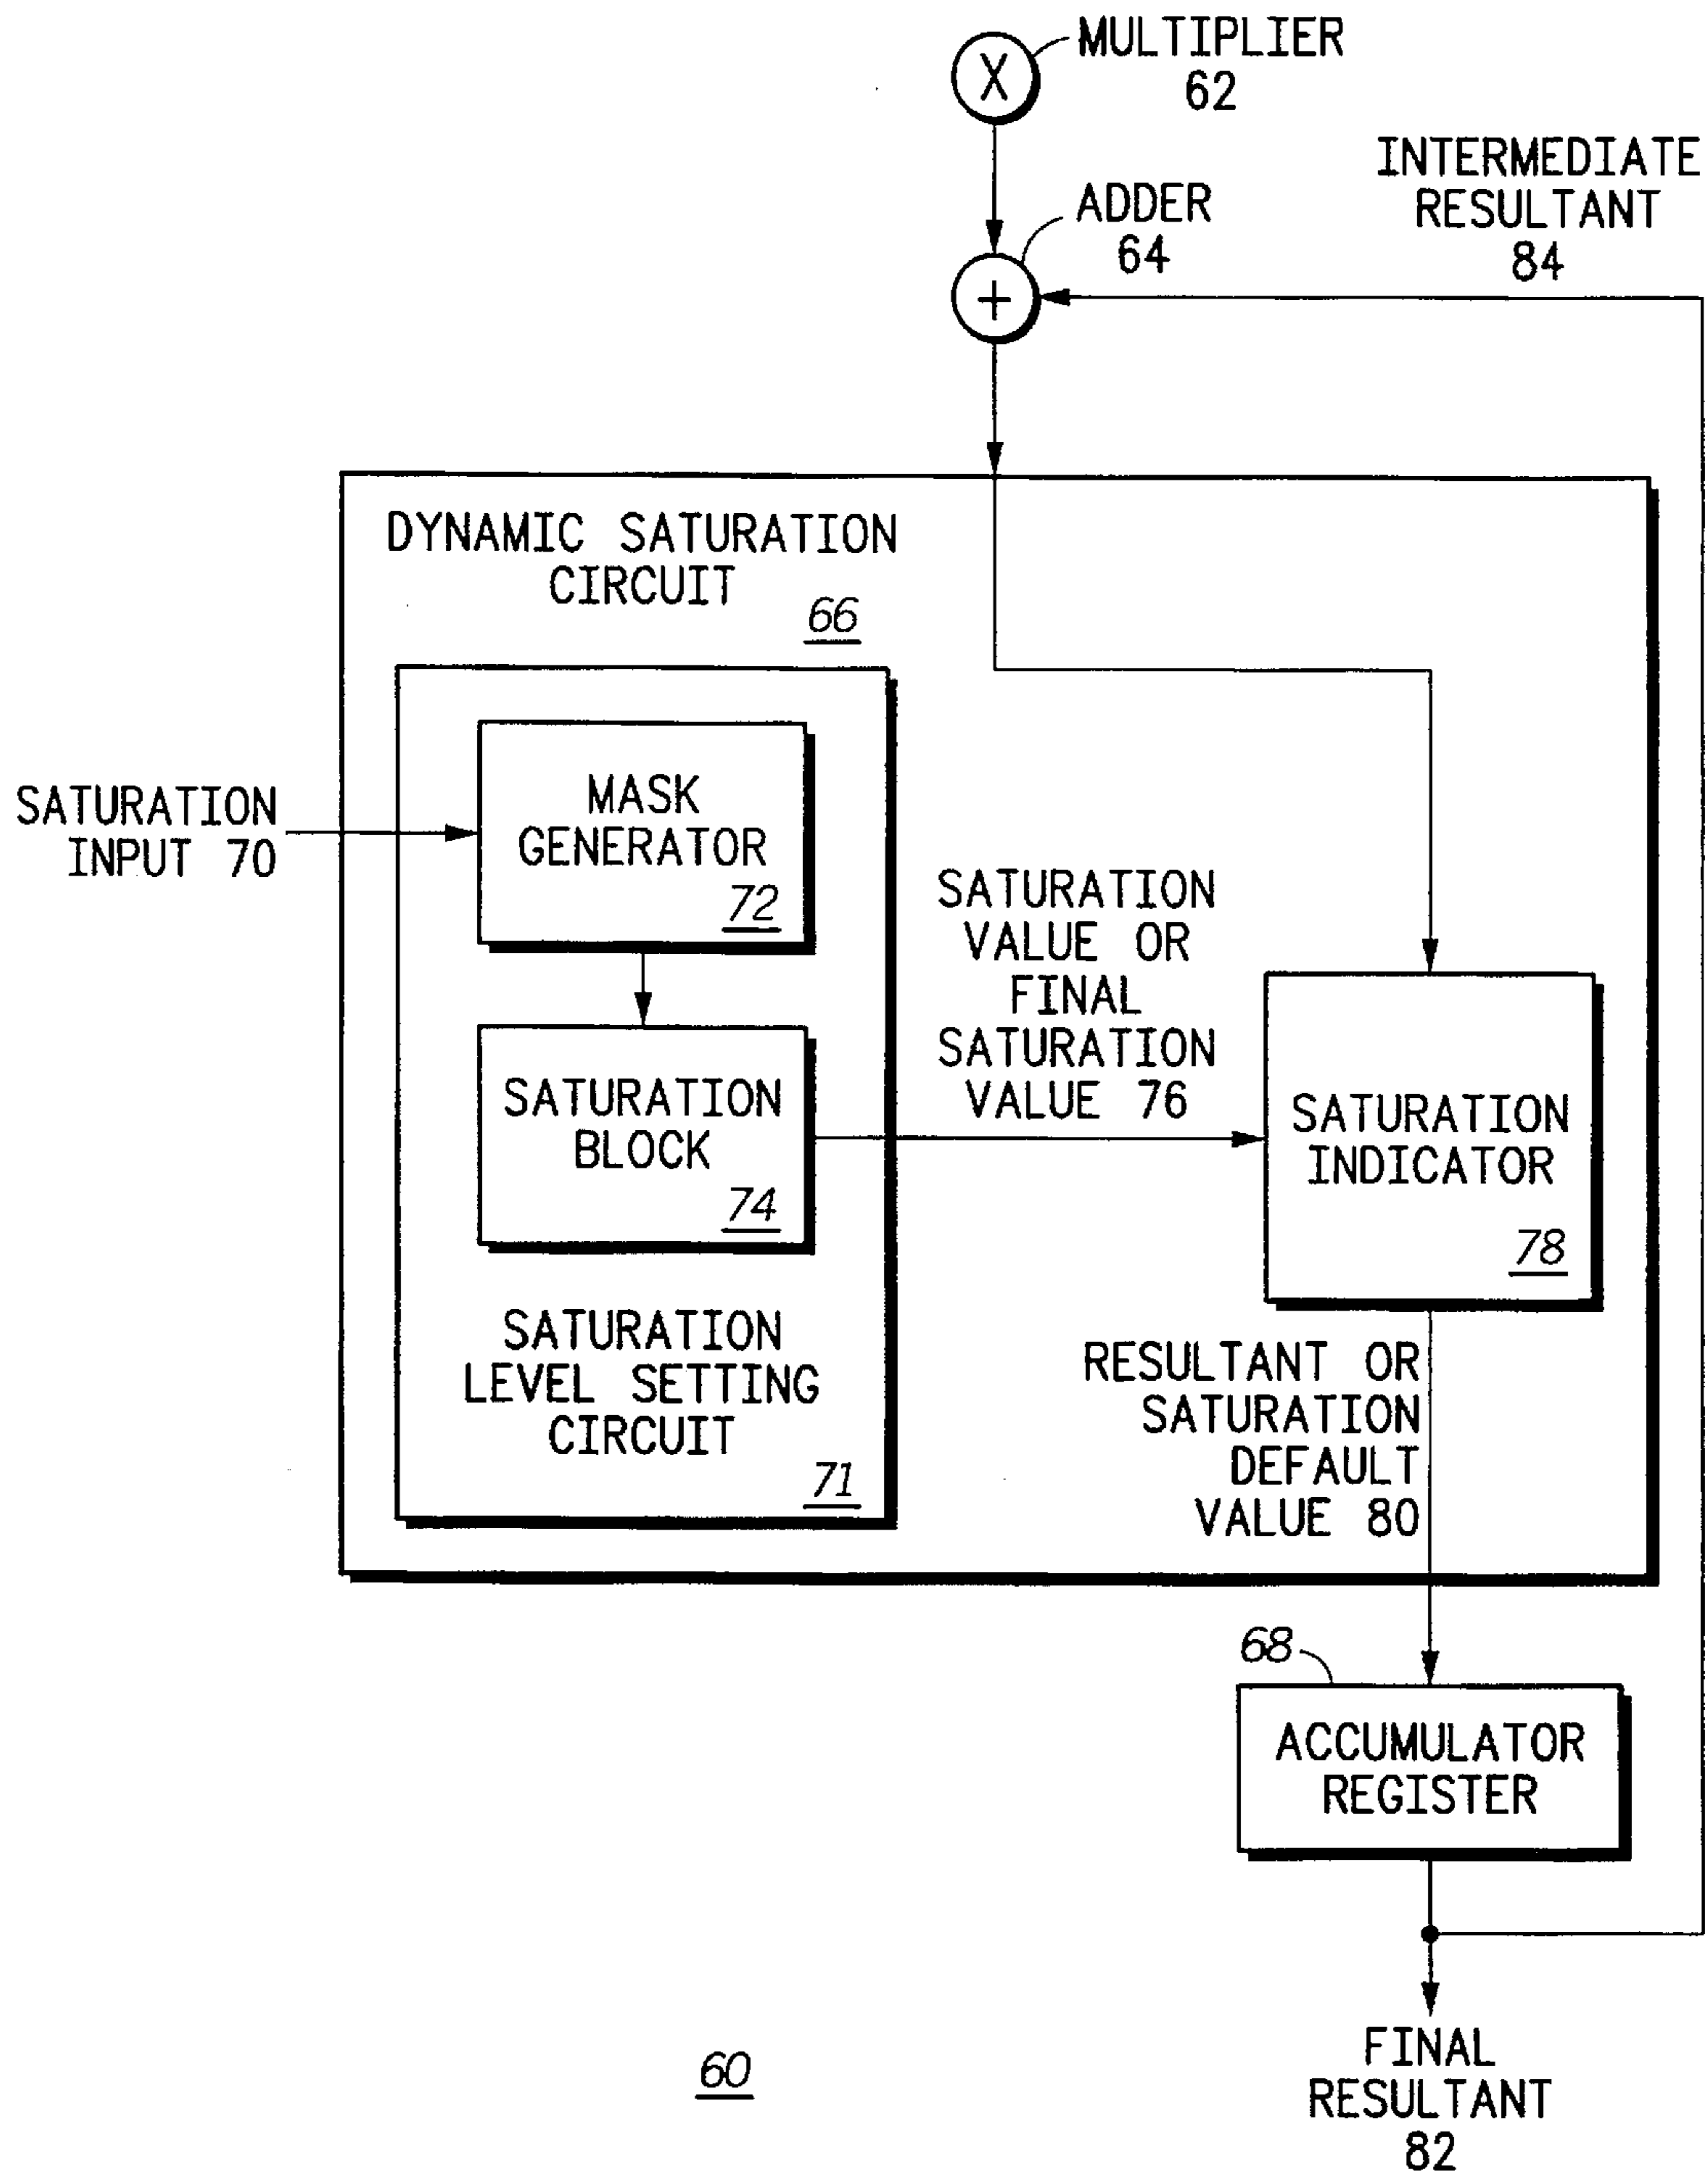 X
MULTIPLIER
62
INTERMEDIATE
RESULTANT
84
ADDER
64
+
DYNAMIC SATURATION
CIRCUIT
66
MASK
GENERATOR
72
SATURATION
INPUT 70
SATURATION
VALUE OR
FINAL
SATURATION
VALUE 76
SATURATION
BLOCK
74
SATURATION
INDICATOR
78
SATURATION
LEVEL SETTING
CIRCUIT
71
RESULTANT OR
SATURATION
DEFAULT
VALUE 80
68
ACCUMULATOR
REGISTER
FINAL
RESULTANT
82
60